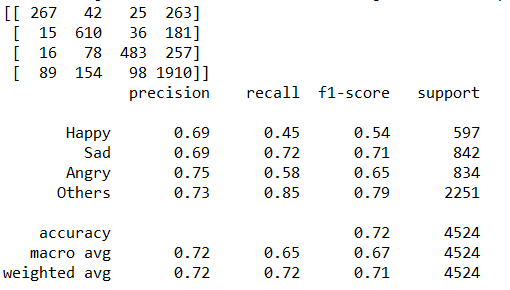 [[ 267 42 25 263]
[ 15 610 36 181]
[ 16 78 483 257]
[ 89 154 98 1910]]
precision recall f1-score support
Happy 0.69 0.45 0.54 597
Sad 0.69 0.72 0.71 842
Angry 0.75 0.58 0.65 834
Others 0.73 0.85 0.79 2251
accuracy 0.72 4524
macro avg 0.72 0.65 0.67 4524
weighted avg 0.72 0.72 0.71 4524